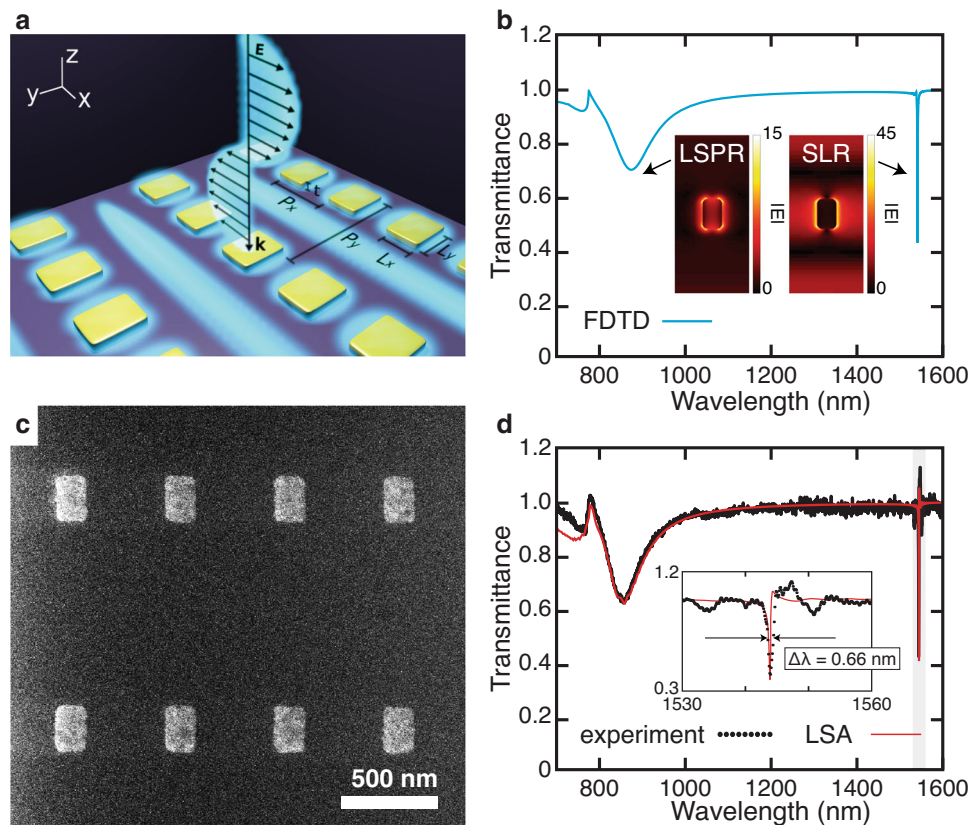 a
z
y
x
E
k
Px
Py
Lx
Ly
t
b
1.2
1.0
0.8
0.6
0.4
0.2
0
Transmittance
LSPR
15
|E|
0
SLR
45
|E|
0
FDTD
800
1000
1200
1400
1600
Wavelength (nm)
c
500 nm
d
1.2
1.0
0.8
0.6
0.4
0.2
0
Transmittance
1.2
0.3
Δλ = 0.66 nm
1530
1560
experiment
LSA
800
1000
1200
1400
1600
Wavelength (nm)